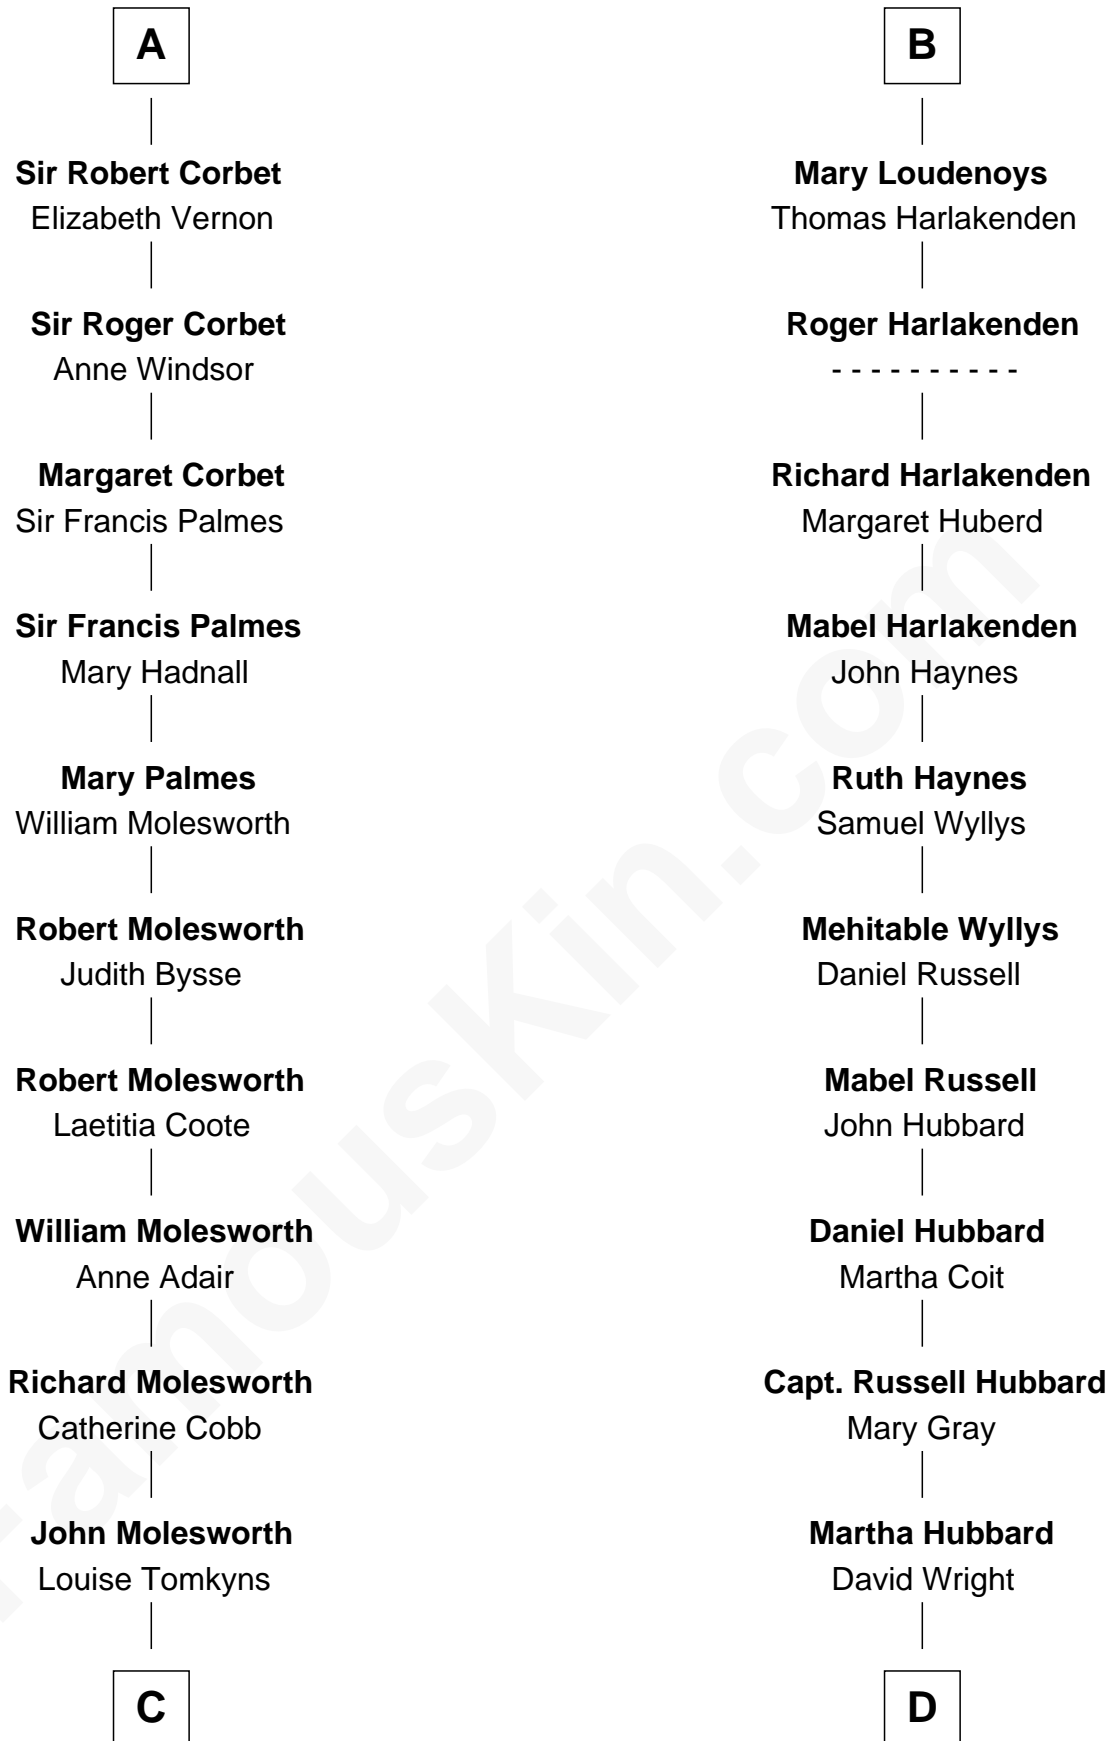 A
Sir Robert Corbet
Elizabeth Vernon
Sir Roger Corbet
Anne Windsor
Margaret Corbet
Sir Francis Palmes
Sir Francis Palmes
Mary Hadnall
Mary Palmes
William Molesworth
Robert Molesworth
Judith Bysse
Robert Molesworth
Laetitia Coote
William Molesworth
Anne Adair
Richard Molesworth
Catherine Cobb
John Molesworth
Louise Tomkyns
C
B
Mary Loudenoys
Thomas Harlakenden
Roger Harlakenden
- - - - - - - - - -
Richard Harlakenden
Margaret Huberd
Mabel Harlakenden
John Haynes
Ruth Haynes
Samuel Wyllys
Mehitable Wyllys
Daniel Russell
Mabel Russell
John Hubbard
Daniel Hubbard
Martha Coit
Capt. Russell Hubbard
Mary Gray
Martha Hubbard
David Wright
D
FamousKin.com